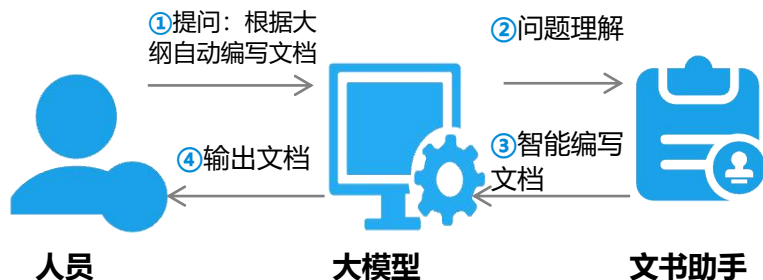 ①提问：根据大
纲自动编写文档
②问题理解
④输出文档
③智能编写
文档
人员
大模型
文书助手